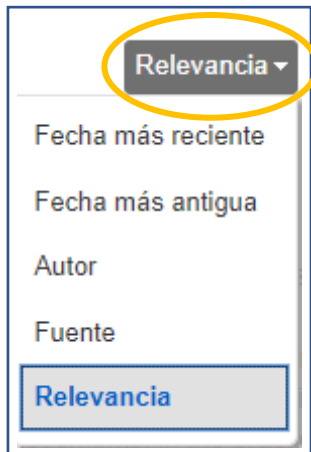 Relevancia
Fecha más reciente
Fecha más antigua
Autor
Fuente
Relevancia